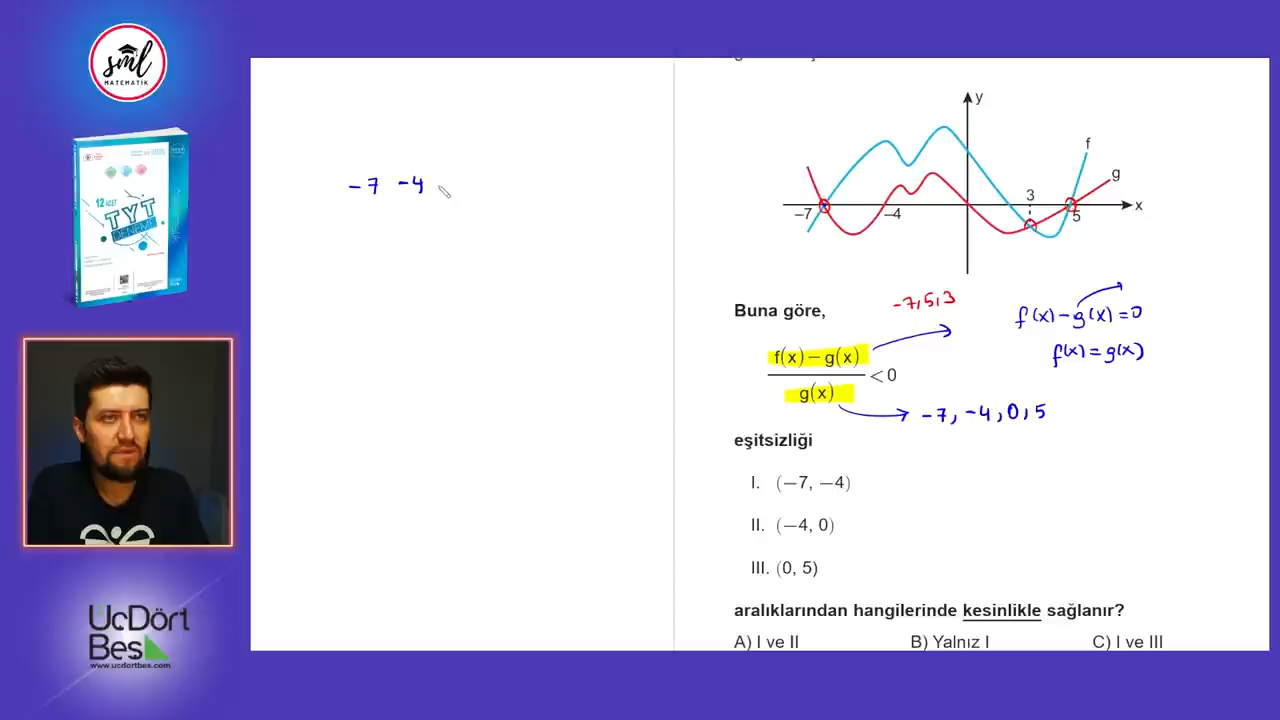 sml
MATEMATİK
12 ADET
TYT
DENEME
ÜcDört
Bes
www.ucdortbes.com
-7 -4
y
f
g
3
-7
-4
5
x
Buna göre,
-7,5,3
f(x)-g(x)=0
f(x)=g(x)
f(x) – g(x)
g(x)
< 0
-7, -4, 0, 5
eşitsizliği
I. (–7, –4)
II. (–4, 0)
III. (0, 5)
aralıklarından hangilerinde kesinlikle sağlanır?
A) I ve II B) Yalnız I C) I ve III